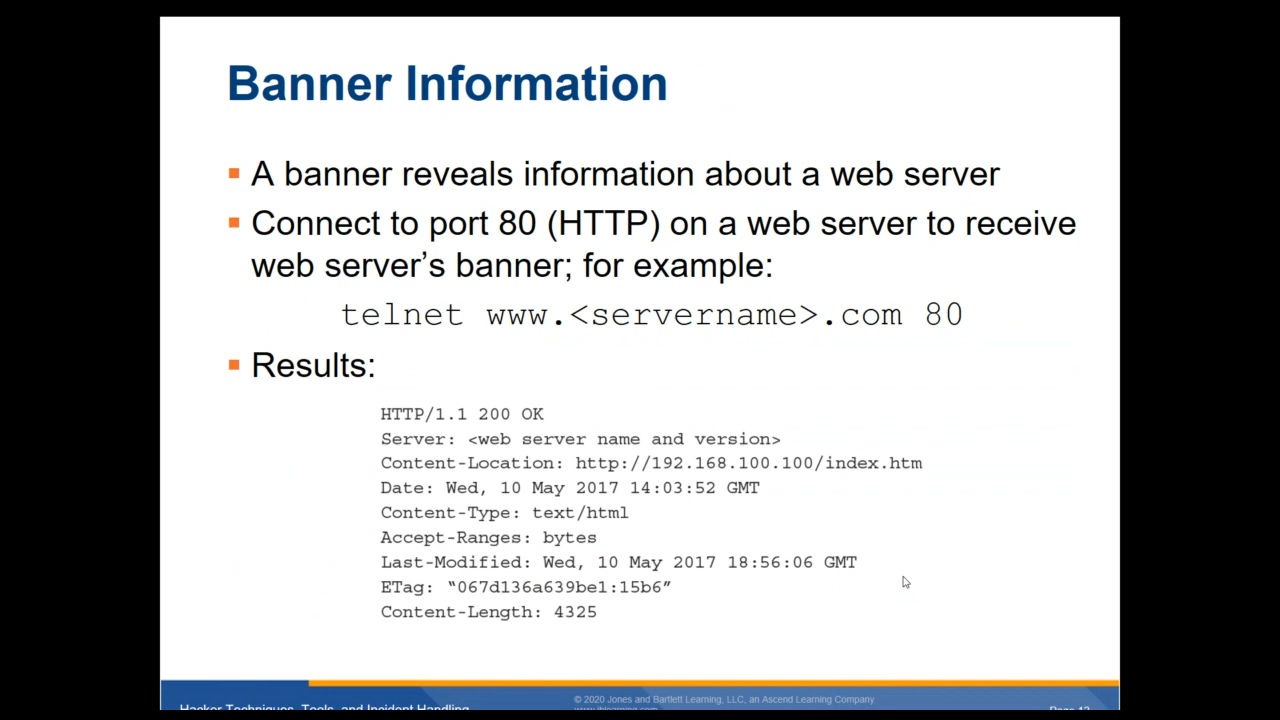 Banner Information
▪ A banner reveals information about a web server
▪ Connect to port 80 (HTTP) on a web server to receive
web server’s banner; for example:
telnet www.<servername>.com 80
▪ Results:
HTTP/1.1 200 OK
Server: <web server name and version>
Content-Location: http://192.168.100.100/index.htm
Date: Wed, 10 May 2017 14:03:52 GMT
Content-Type: text/html
Accept-Ranges: bytes
Last-Modified: Wed, 10 May 2017 18:56:06 GMT
ETag: “067d136a639be1:15b6”
Content-Length: 4325
Hacker Techniques, Tools, and Incident Handling
© 2020 Jones and Bartlett Learning, LLC, an Ascend Learning Company
www.jblearning.com
Page 12